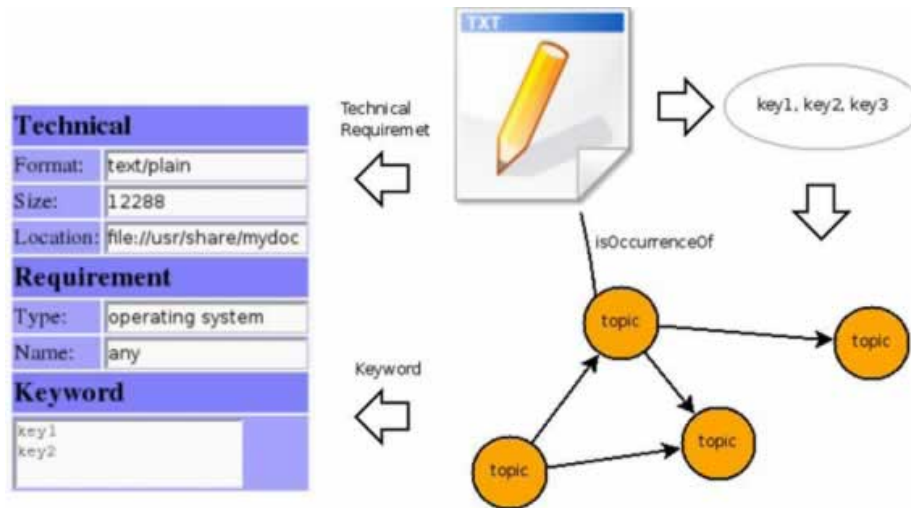 TXT
Technical
Requiremet
key1, key2, key3
Technical
Format: text/plain
Size: 12288
Location: file://usr/share/mydoc
Requirement
Type: operating system
Name: any
Keyword
key1
key2
isOccurrenceOf
topic
topic
Keyword
topic
topic